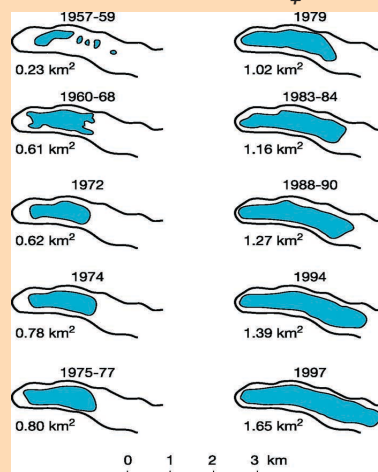 1957-59
0.23 km²
1960-68
0.61 km²
1972
0.62 km²
1974
0.78 km²
1975-77
0.80 km²
1979
1.02 km²
1983-84
1.16 km²
1988-90
1.27 km²
1994
1.39 km²
1997
1.65 km²
0 1 2 3 km